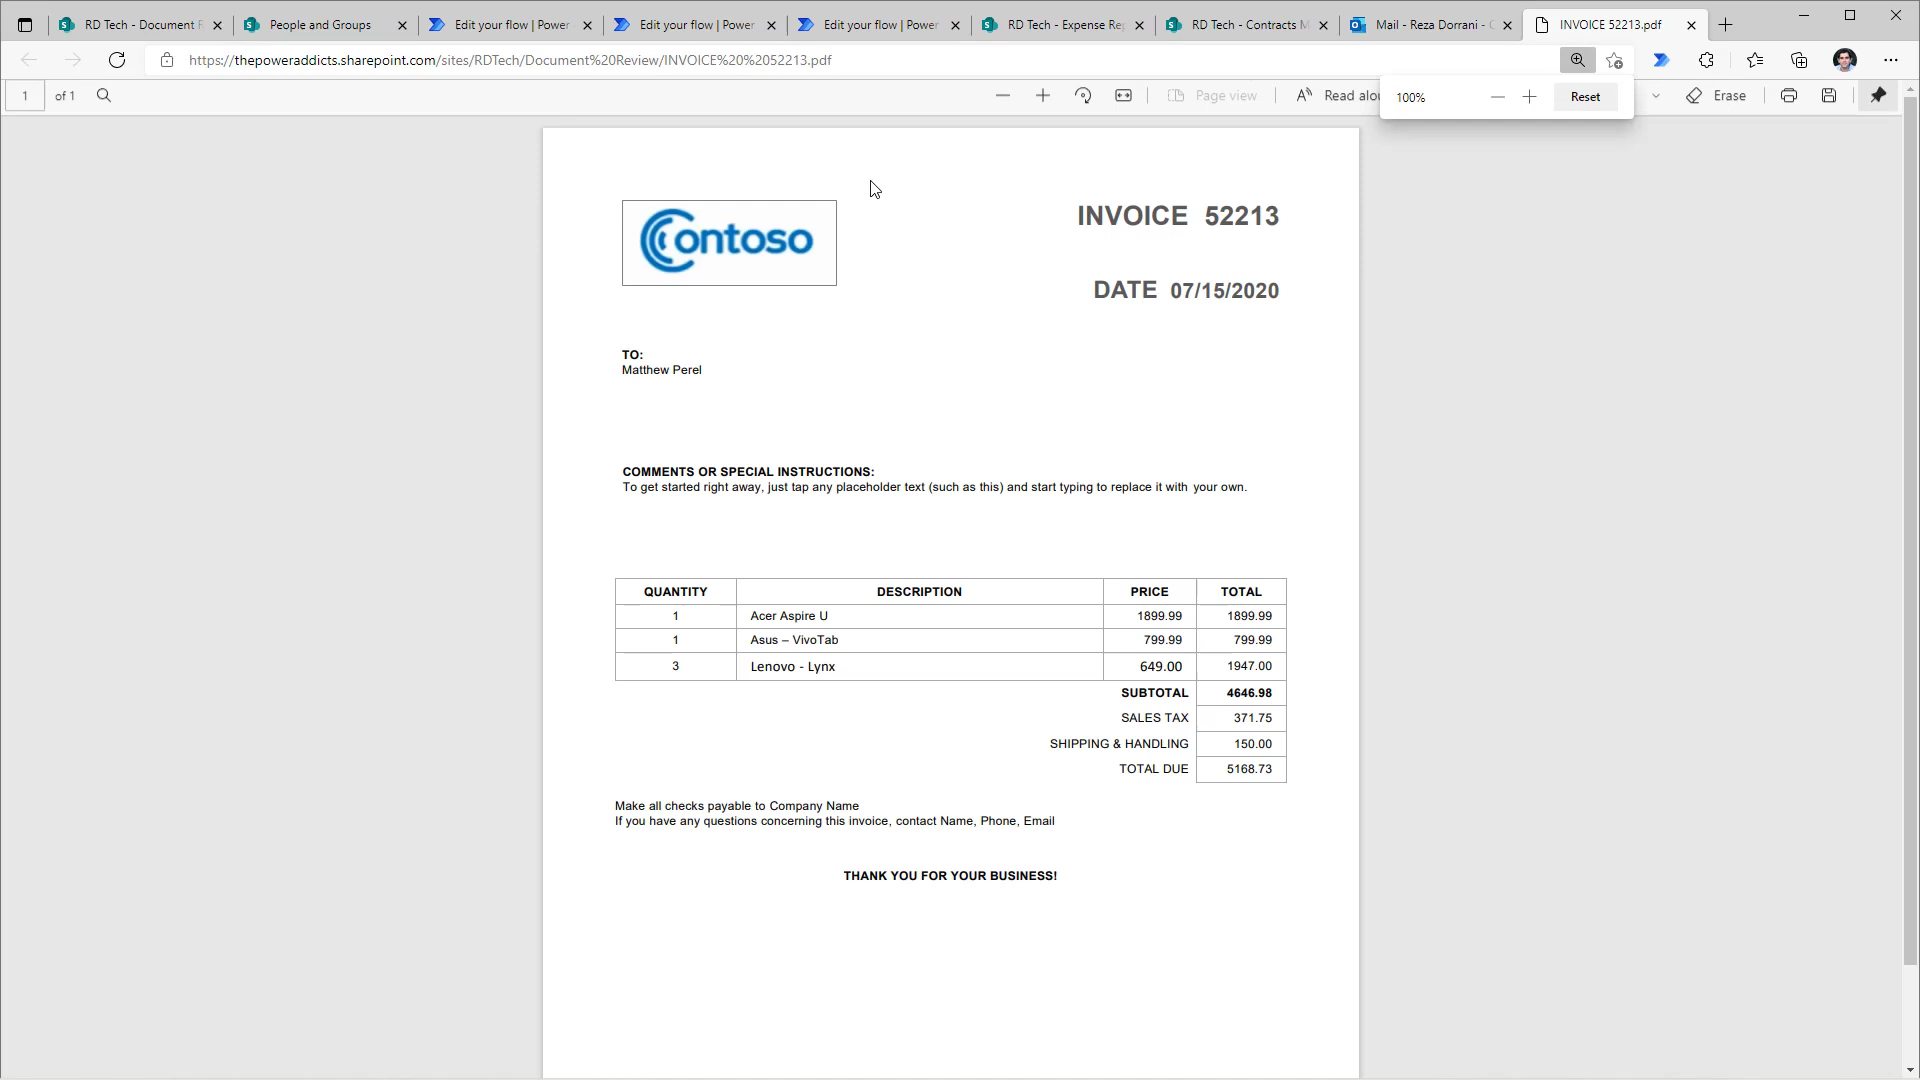 RD Tech - Document R
People and Groups
Edit your flow | Power
Edit your flow | Power
Edit your flow | Power
RD Tech - Expense Re
RD Tech - Contracts M
Mail - Reza Dorrani - C
INVOICE 52213.pdf
https://thepoweraddicts.sharepoint.com/sites/RDTech/Document%20Review/INVOICE%20%2052213.pdf
1 of 1
Page view
Read alou
100%
Reset
Erase
Contoso
INVOICE 52213
DATE 07/15/2020
TO:
Matthew Perel
COMMENTS OR SPECIAL INSTRUCTIONS:
To get started right away, just tap any placeholder text (such as this) and start typing to replace it with your own.
QUANTITY DESCRIPTION PRICE TOTAL
1 Acer Aspire U 1899.99 1899.99
1 Asus – VivoTab 799.99 799.99
3 Lenovo - Lynx 649.00 1947.00
SUBTOTAL 4646.98
SALES TAX 371.75
SHIPPING & HANDLING 150.00
TOTAL DUE 5168.73
Make all checks payable to Company Name
If you have any questions concerning this invoice, contact Name, Phone, Email
THANK YOU FOR YOUR BUSINESS!